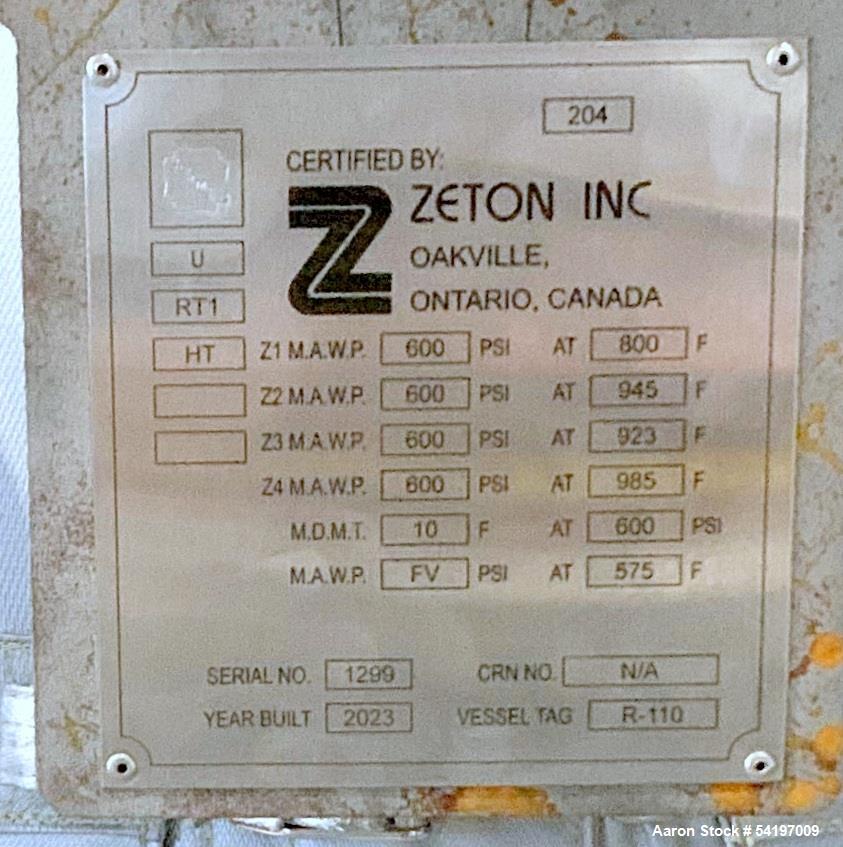 204
CERTIFIED BY:
Z ZETON INC
OAKVILLE,
ONTARIO, CANADA
U
RT1
HT
Z1 M.A.W.P. 600 PSI AT 800 F
Z2 M.A.W.P. 600 PSI AT 945 F
Z3 M.A.W.P. 600 PSI AT 923 F
Z4 M.A.W.P. 600 PSI AT 985 F
M.D.M.T. 10 F AT 600 PSI
M.A.W.P. FV PSI AT 575 F
SERIAL NO. 1299 CRN NO. N/A
YEAR BUILT 2023 VESSEL TAG R-110
Aaron Stock # 54197009